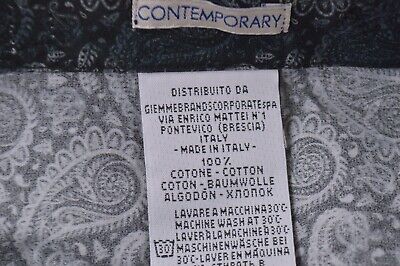 CONTEMPORARY
DISTRIBUITO DA
GIEMMEBRANDSCORPORATESPA
VIA ENRICO MATTEI N°1
PONTEVICO (BRESCIA)
ITALY
- MADE IN ITALY -
100%
COTONE - COTTON
COTON - BAUMWOLLE
ALGODÓN - ХЛОПОК
LAVARE A MACCHINA 30°C-
MACHINE WASH AT 30°C-
LAVER A LA MACHINE À 30°C-
30 MASCHINENWÄSCHE BEI
30°C-LAVER EN MÁQUINA